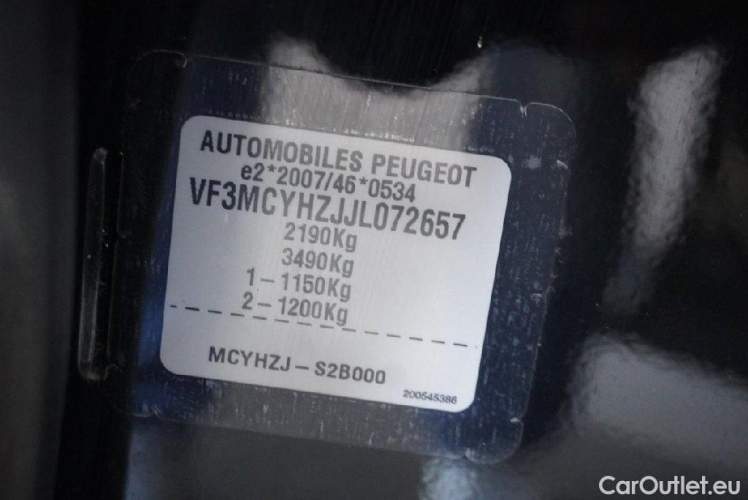 AUTOMOBILES PEUGEOT
e2*2007/46*0534
VF3MCYHZJJL072657
2190Kg
3490Kg
1-1150Kg
2-1200Kg
MCYHZJ-S2B000
200545386
CarOutlet.eu